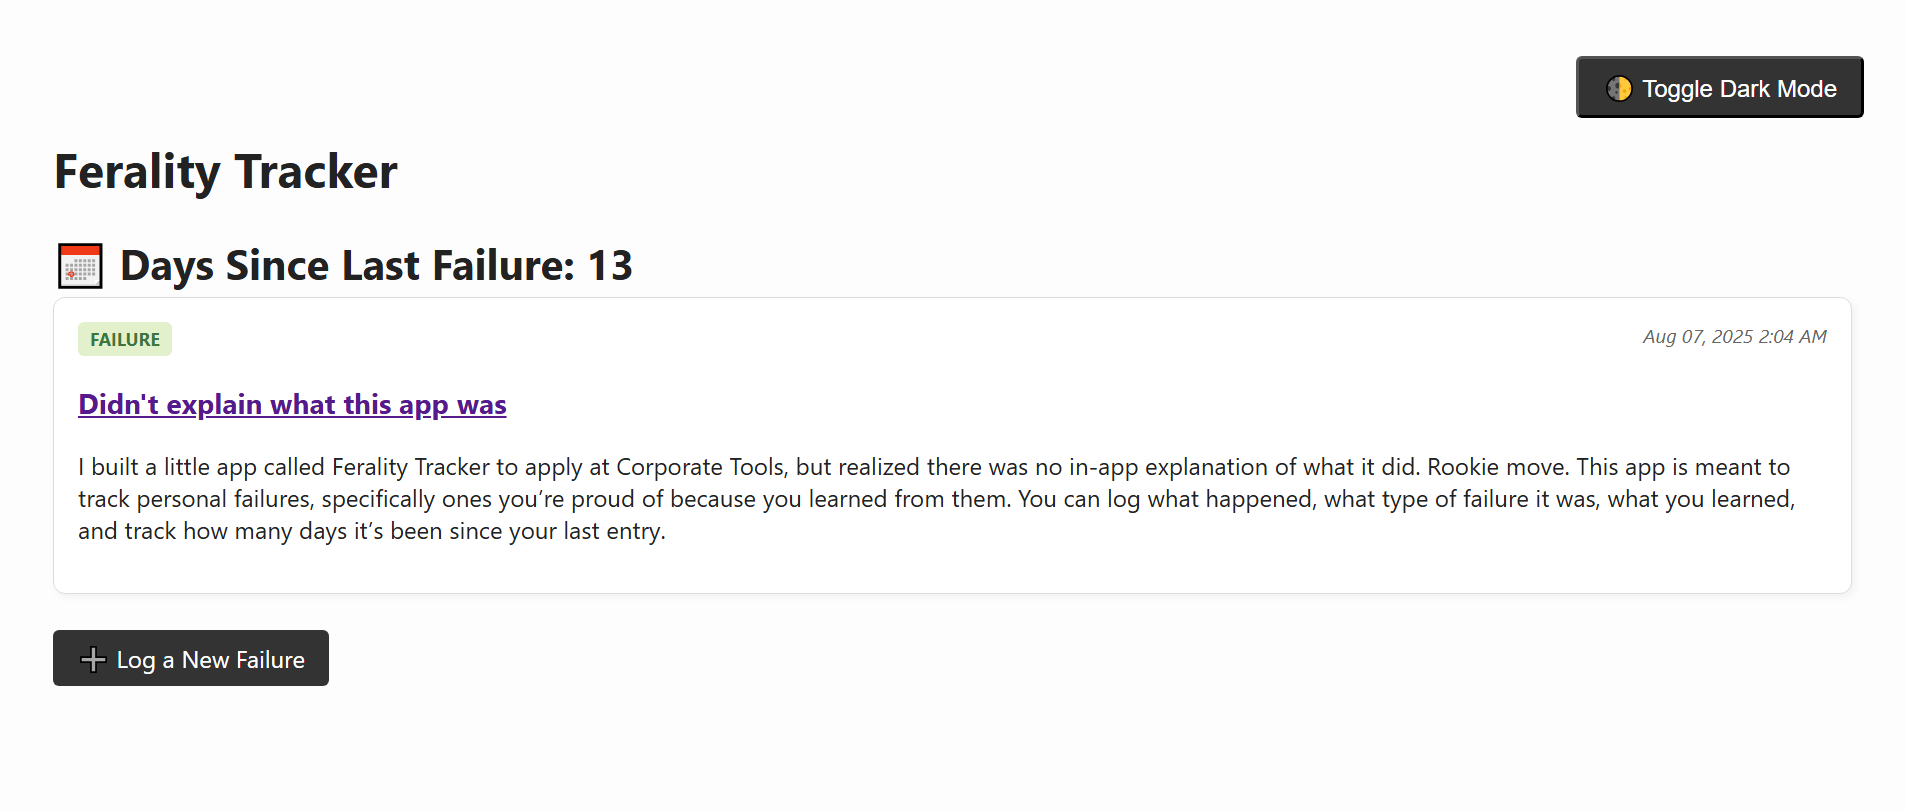 Toggle Dark Mode
Ferality Tracker
Days Since Last Failure: 13
FAILURE
Aug 07, 2025 2:04 AM
Didn't explain what this app was
I built a little app called Ferality Tracker to apply at Corporate Tools, but realized there was no in-app explanation of what it did. Rookie move. This app is meant to
track personal failures, specifically ones you’re proud of because you learned from them. You can log what happened, what type of failure it was, what you learned,
and track how many days it’s been since your last entry.
Log a New Failure